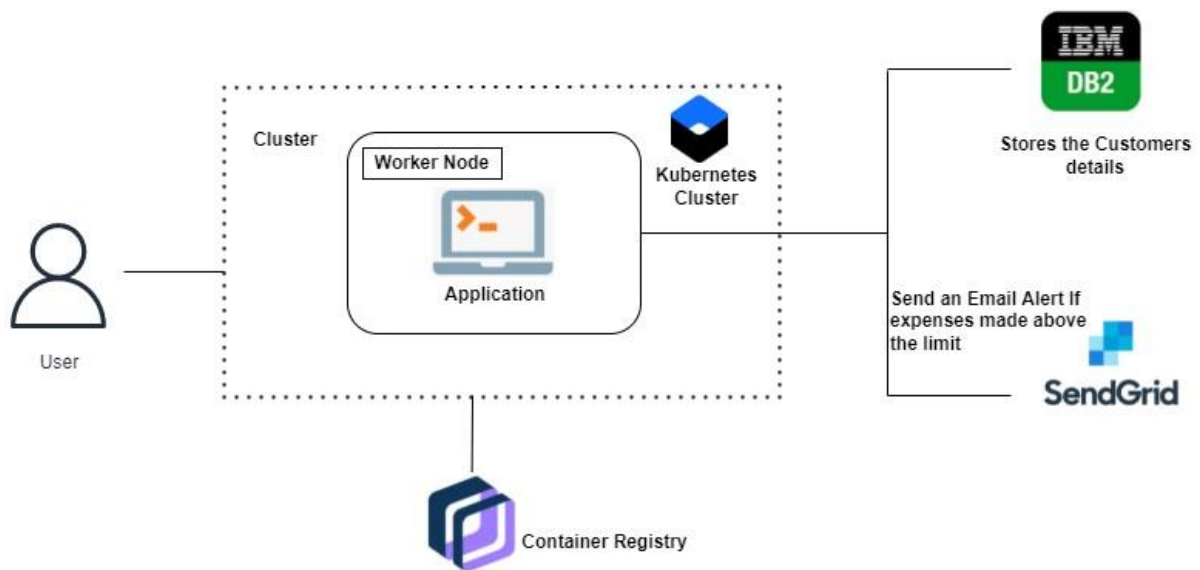 IBM
DB2
Stores the Customers
details
Cluster
Worker Node
Kubernetes
Cluster
Application
User
Send an Email Alert If
expenses made above
the limit
SendGrid
Container Registry